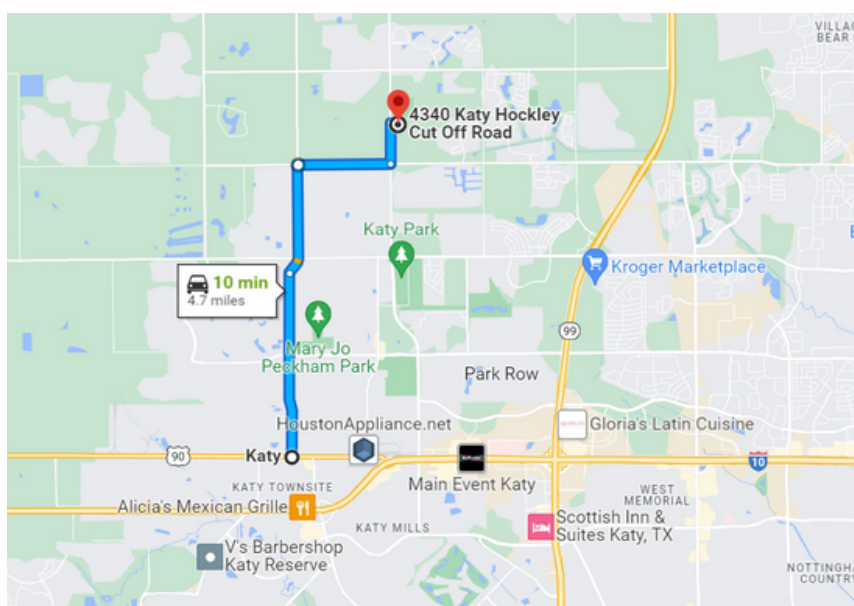 VILLAG
BEAR C
4340 Katy Hockley
Cut Off Road
Katy Park
10 min
4.7 miles
Kroger Marketplace
99
Mary Jo
Peckham Park
Park Row
HoustonAppliance.net
Gloria's Latin Cuisine
90
Katy
10
KATY TOWNSITE
Main Event Katy
WEST
MEMORIAL
Alicia's Mexican Grille
KATY MILLS
Scottish Inn &
Suites Katy, TX
V's Barbershop
Katy Reserve
NOTTINGHA
COUNTRY